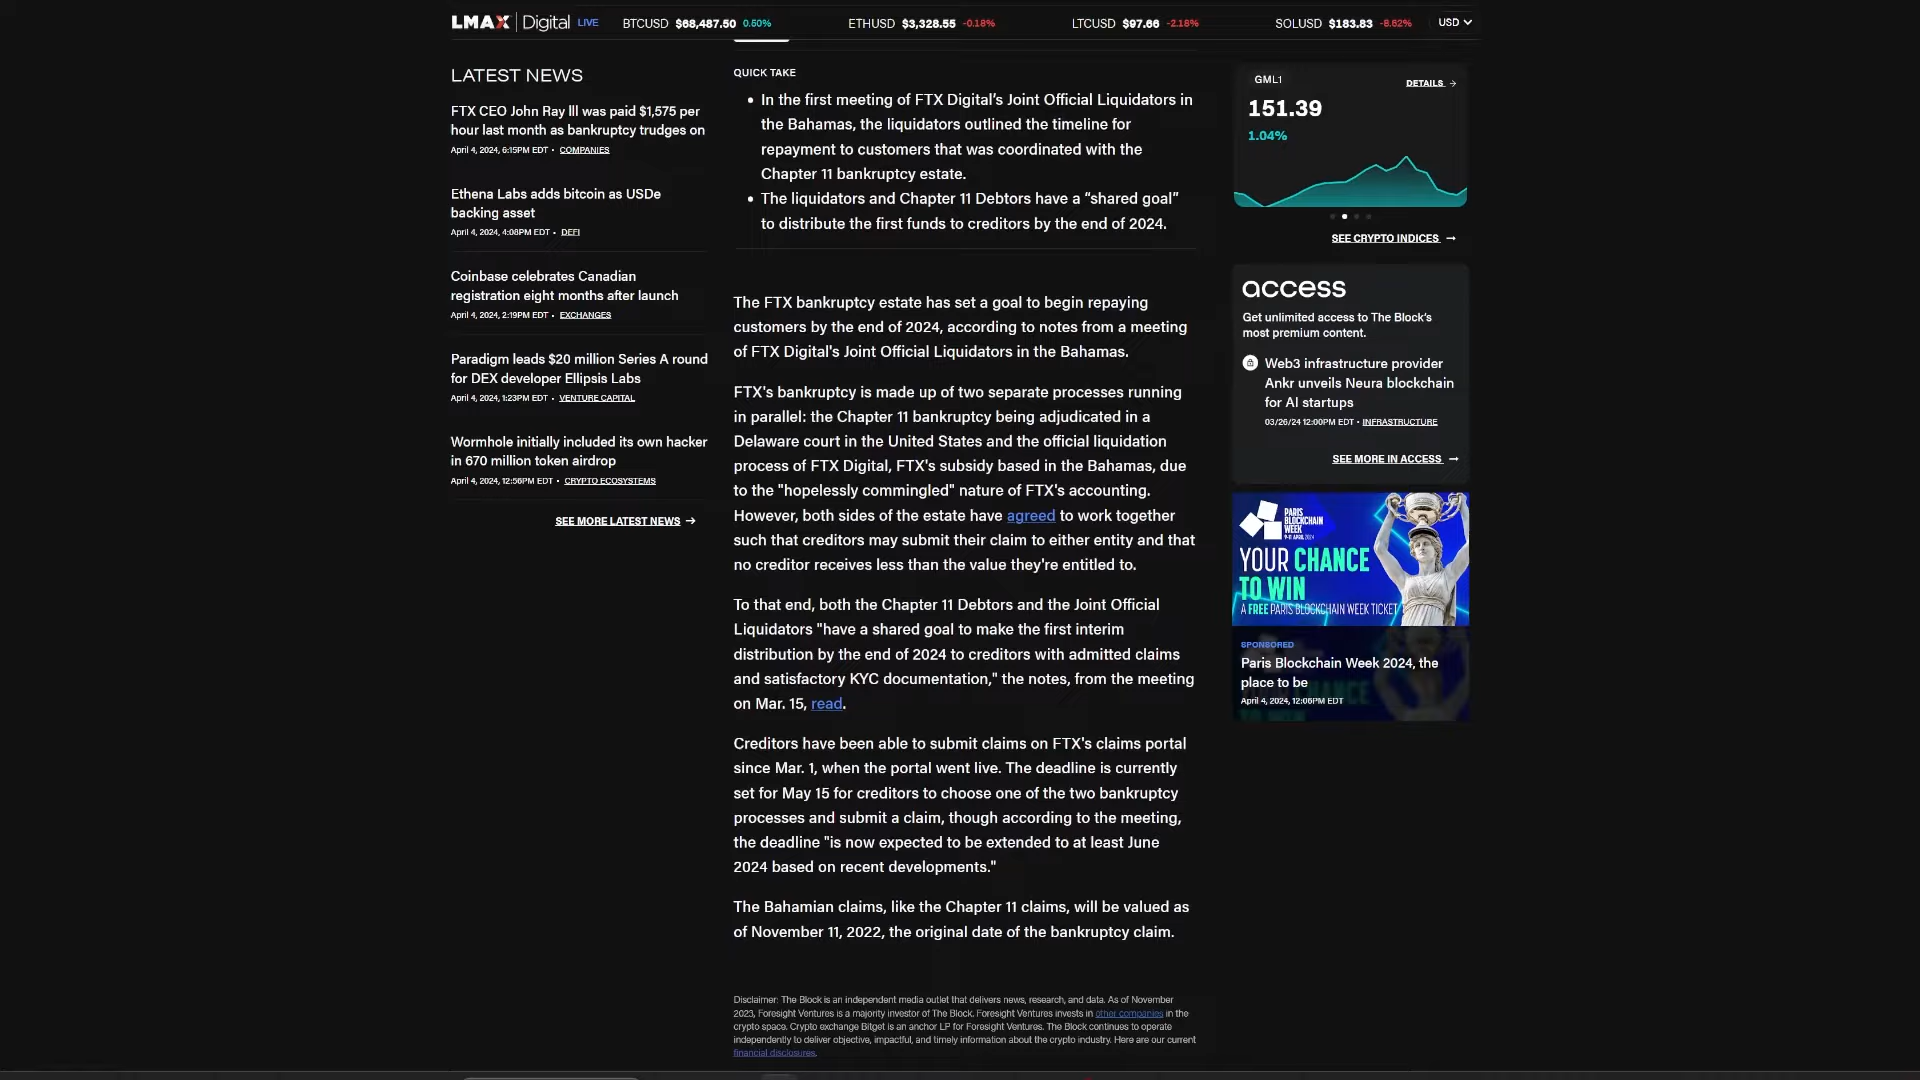 LMAX Digital LIVE BTCUSD $68,487.50 0.50% ETHUSD $3,328.55 -0.18% LTCUSD $97.66 -2.18% SOLUSD $183.83 -8.62% USD
LATEST NEWS
FTX CEO John Ray lll was paid $1,575 per
hour last month as bankruptcy trudges on
April 4, 2024, 6:15PM EDT • COMPANIES
Ethena Labs adds bitcoin as USDe
backing asset
April 4, 2024, 4:08PM EDT • DEFI
Coinbase celebrates Canadian
registration eight months after launch
April 4, 2024, 2:19PM EDT • EXCHANGES
Paradigm leads $20 million Series A round
for DEX developer Ellipsis Labs
April 4, 2024, 1:23PM EDT • VENTURE CAPITAL
Wormhole initially included its own hacker
in 670 million token airdrop
April 4, 2024, 12:56PM EDT • CRYPTO ECOSYSTEMS
SEE MORE LATEST NEWS →
QUICK TAKE
• In the first meeting of FTX Digital’s Joint Official Liquidators in
the Bahamas, the liquidators outlined the timeline for
repayment to customers that was coordinated with the
Chapter 11 bankruptcy estate.
• The liquidators and Chapter 11 Debtors have a “shared goal”
to distribute the first funds to creditors by the end of 2024.
The FTX bankruptcy estate has set a goal to begin repaying
customers by the end of 2024, according to notes from a meeting
of FTX Digital's Joint Official Liquidators in the Bahamas.
FTX's bankruptcy is made up of two separate processes running
in parallel: the Chapter 11 bankruptcy being adjudicated in a
Delaware court in the United States and the official liquidation
process of FTX Digital, FTX's subsidy based in the Bahamas, due
to the "hopelessly commingled" nature of FTX's accounting.
However, both sides of the estate have agreed to work together
such that creditors may submit their claim to either entity and that
no creditor receives less than the value they're entitled to.
To that end, both the Chapter 11 Debtors and the Joint Official
Liquidators "have a shared goal to make the first interim
distribution by the end of 2024 to creditors with admitted claims
and satisfactory KYC documentation," the notes, from the meeting
on Mar. 15, read.
Creditors have been able to submit claims on FTX's claims portal
since Mar. 1, when the portal went live. The deadline is currently
set for May 15 for creditors to choose one of the two bankruptcy
processes and submit a claim, though according to the meeting,
the deadline "is now expected to be extended to at least June
2024 based on recent developments."
The Bahamian claims, like the Chapter 11 claims, will be valued as
of November 11, 2022, the original date of the bankruptcy claim.
Disclaimer: The Block is an independent media outlet that delivers news, research, and data. As of November
2023, Foresight Ventures is a majority investor of The Block. Foresight Ventures invests in other companies in the
crypto space. Crypto exchange Bitget is an anchor LP for Foresight Ventures. The Block continues to operate
independently to deliver objective, impactful, and timely information about the crypto industry. Here are our current
financial disclosures.
GML1
DETAILS →
151.39
1.04%
SEE CRYPTO INDICES →
access
Get unlimited access to The Block’s
most premium content.
Web3 infrastructure provider
Ankr unveils Neura blockchain
for AI startups
03/26/24 12:00PM EDT • INFRASTRUCTURE
SEE MORE IN ACCESS →
PARIS
BLOCKCHAIN
WEEK
9-11 APRIL 2024
YOUR CHANCE
TO WIN
A FREE PARIS BLOCKCHAIN WEEK TICKET
SPONSORED
Paris Blockchain Week 2024, the
place to be
April 4, 2024, 12:06PM EDT